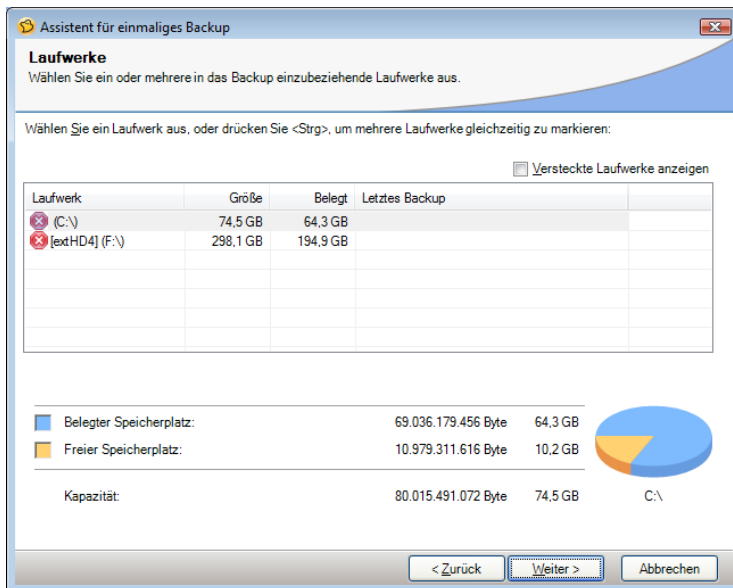 Assistent für einmaliges Backup
Laufwerke
Wählen Sie ein oder mehrere in das Backup einzubeziehende Laufwerke aus.
Wählen Sie ein Laufwerk aus, oder drücken Sie <Strg>, um mehrere Laufwerke gleichzeitig zu markieren:
Versteckte Laufwerke anzeigen
Laufwerk Größe Belegt Letztes Backup
(C:\) 74,5 GB 64,3 GB
[extHD4] (F:\) 298,1 GB 194,9 GB
Belegter Speicherplatz: 69.036.179.456 Byte 64,3 GB
Freier Speicherplatz: 10.979.311.616 Byte 10,2 GB
Kapazität: 80.015.491.072 Byte 74,5 GB C:\
< Zurück Weiter > Abbrechen